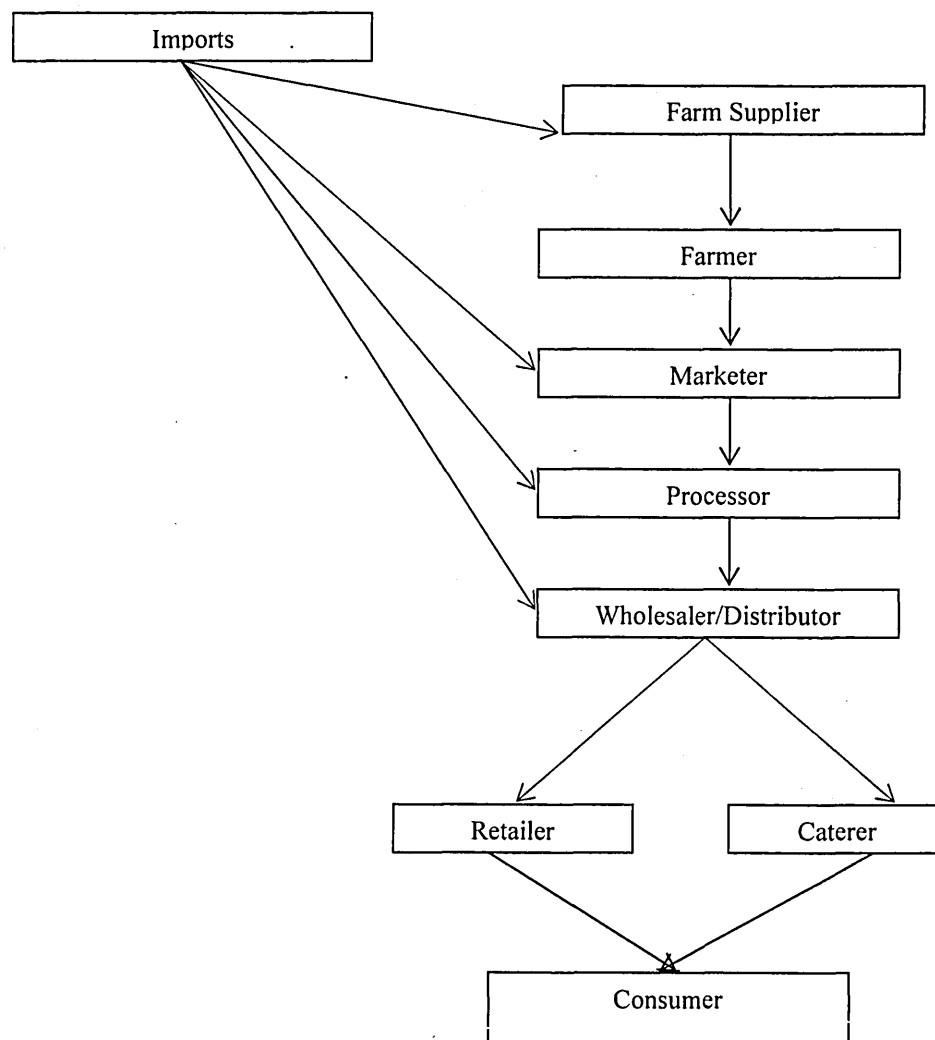 Imports
Farm Supplier
Farmer
Marketer
Processor
Wholesaler/Distributor
Retailer
Caterer
Consumer